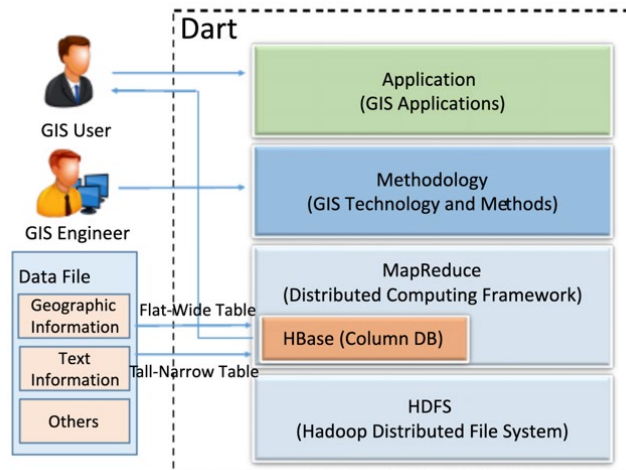 Dart
GIS User
GIS Engineer
Data File
Geographic
Information
Text
Information
Others
Flat-Wide Table
Tall-Narrow Table
Application
(GIS Applications)
Methodology
(GIS Technology and Methods)
MapReduce
(Distributed Computing Framework)
HBase (Column DB)
HDFS
(Hadoop Distributed File System)